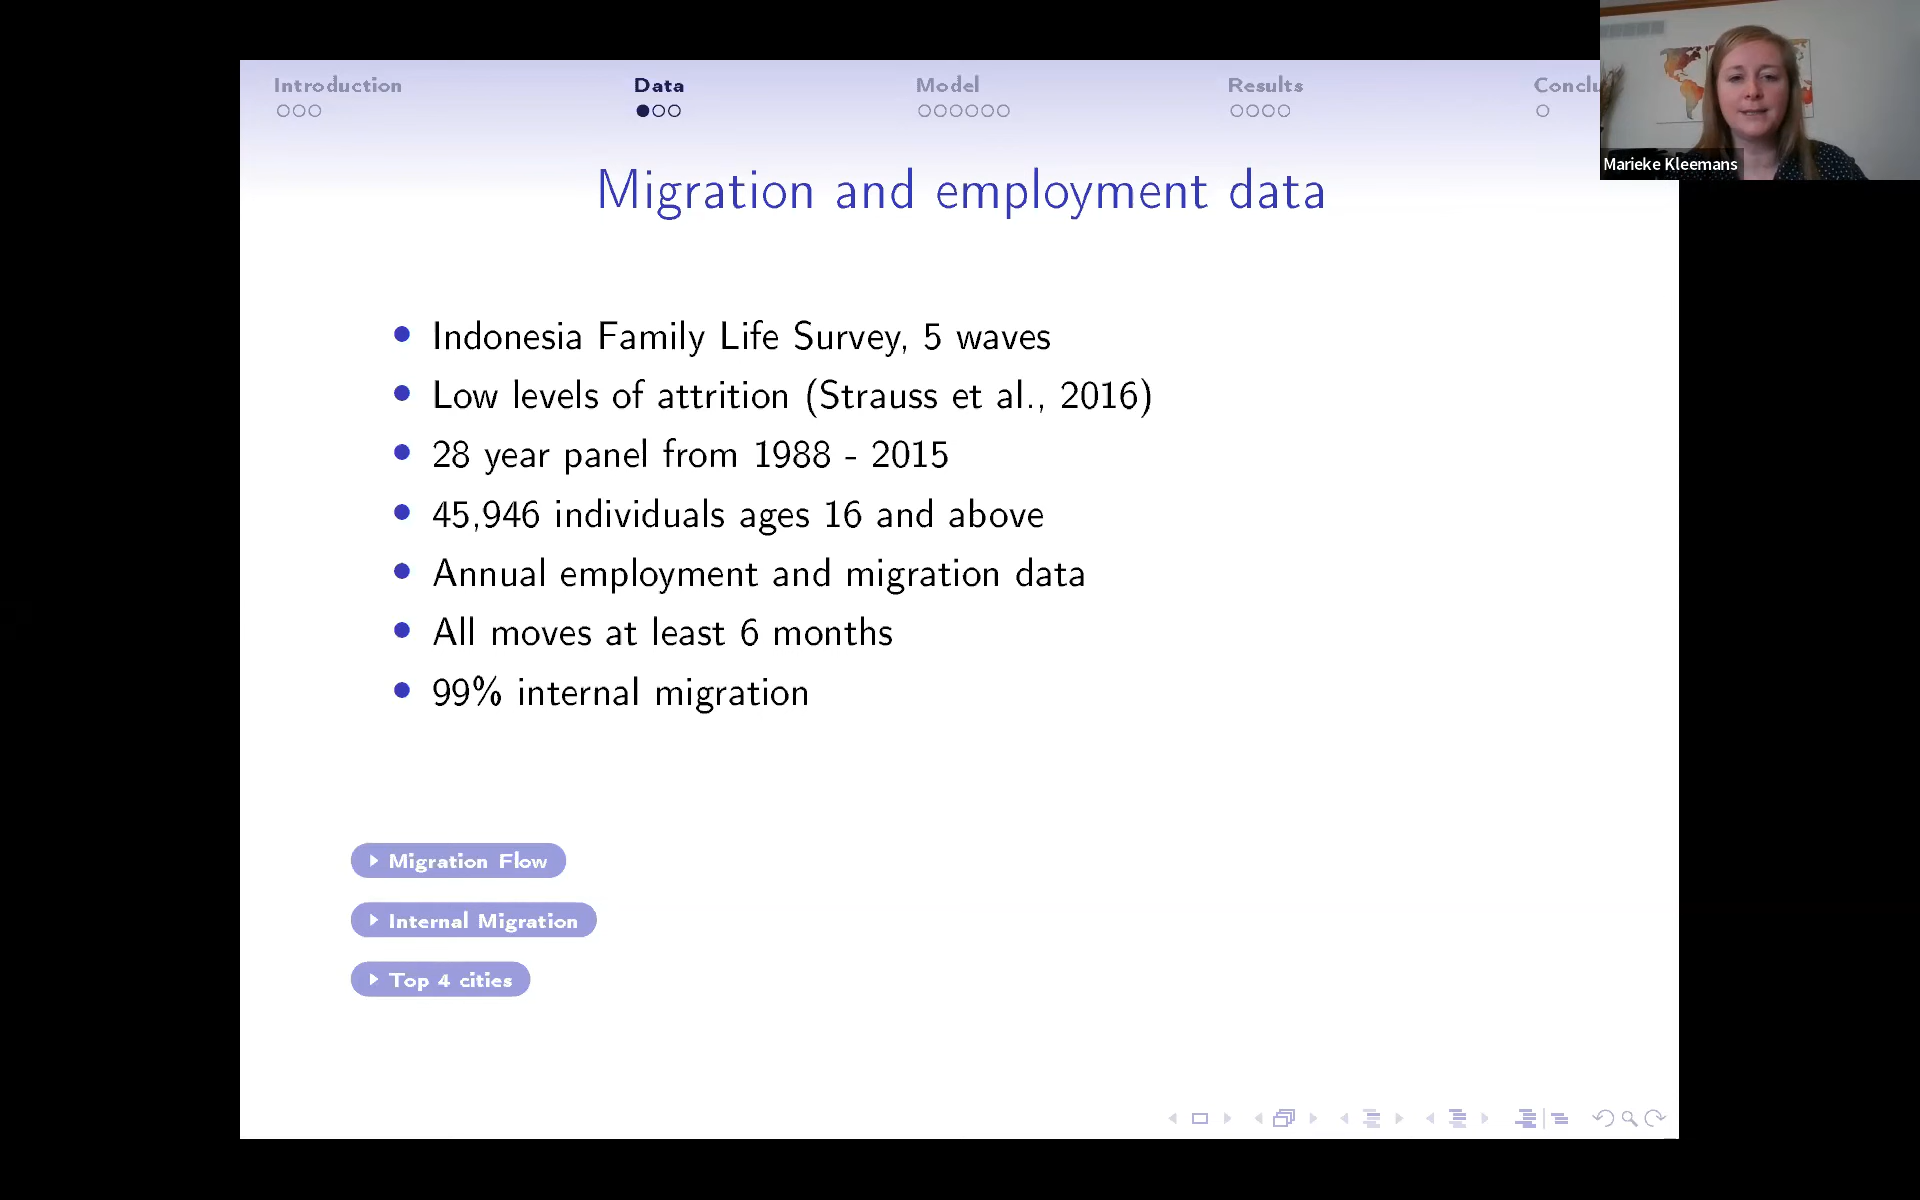 Introduction
Data
Model
Results
Conclu
Marieke Kleemans
Migration and employment data
Indonesia Family Life Survey, 5 waves
Low levels of attrition (Strauss et al., 2016)
28 year panel from 1988 - 2015
45,946 individuals ages 16 and above
Annual employment and migration data
All moves at least 6 months
99% internal migration
Migration Flow
Internal Migration
Top 4 cities